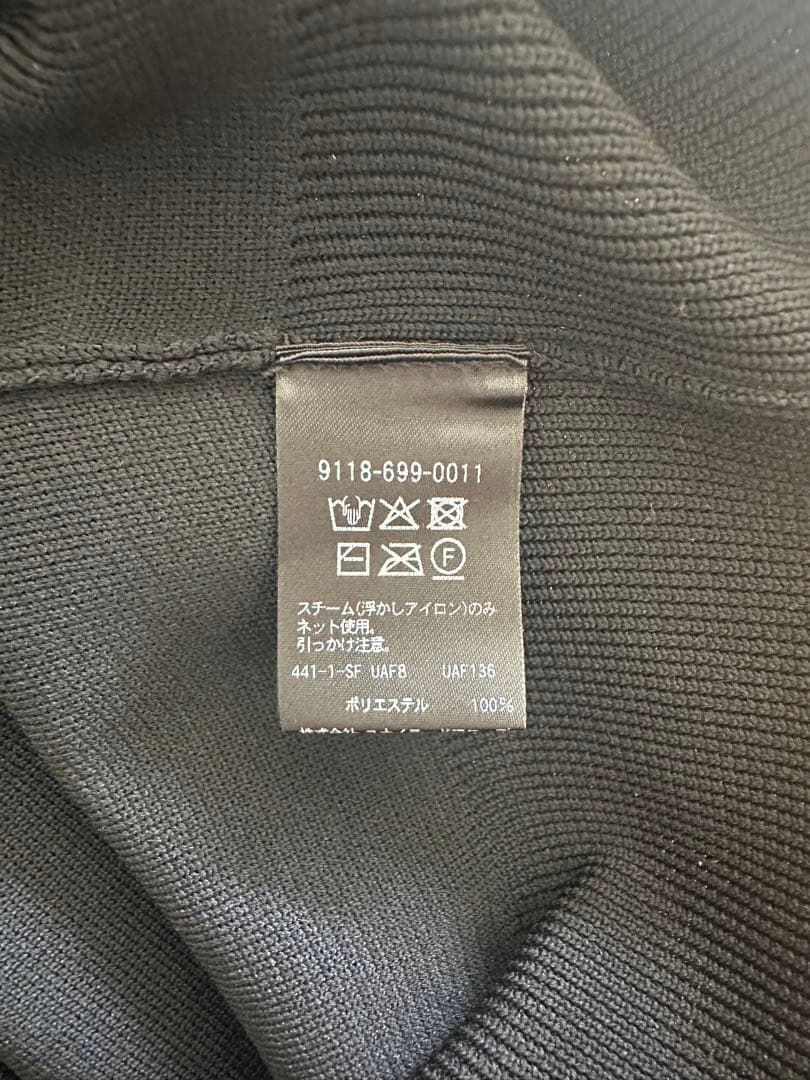 9118-699-0011
F
スチーム(浮かしアイロン)のみ
ネット使用。
引っかけ注意。
441-1-SF UAF8 UAF136
ポリエステル 100%